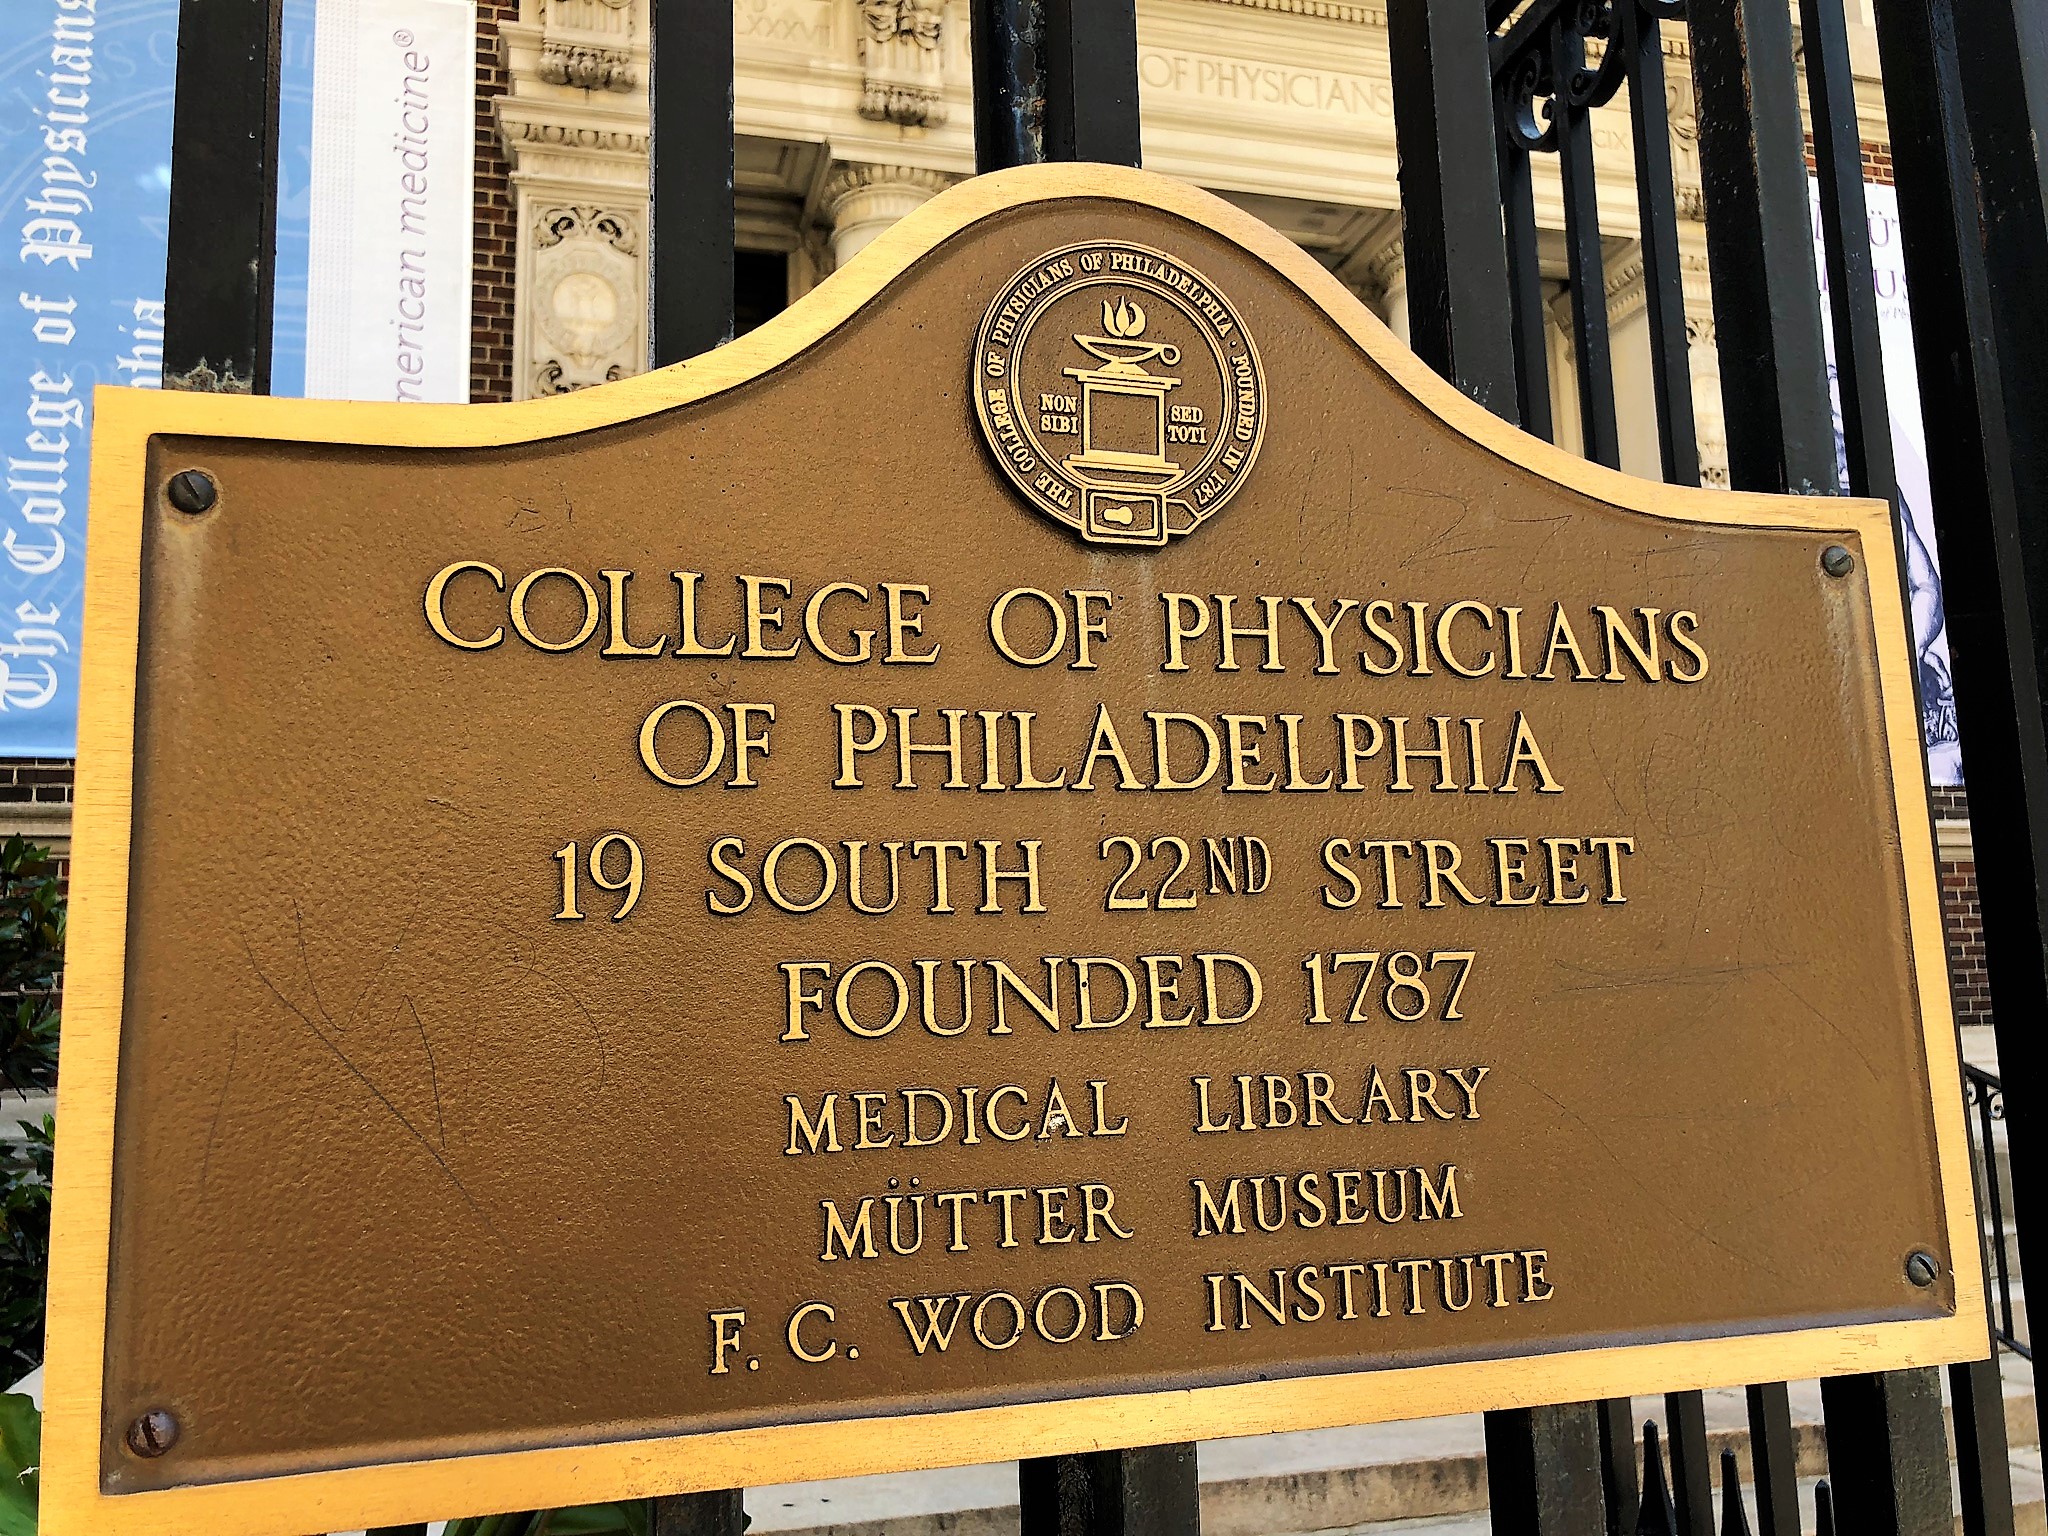 The College of Physicians
american medicine®
OF PHYSICIANS
THE COLLEGE OF PHYSICIANS OF PHILADELPHIA · FOUNDED IN 1787
NON SED
SIBI TOTI
COLLEGE OF PHYSICIANS
OF PHILADELPHIA
19 SOUTH 22ND STREET
FOUNDED 1787
MEDICAL LIBRARY
MÜTTER MUSEUM
F. C. WOOD INSTITUTE